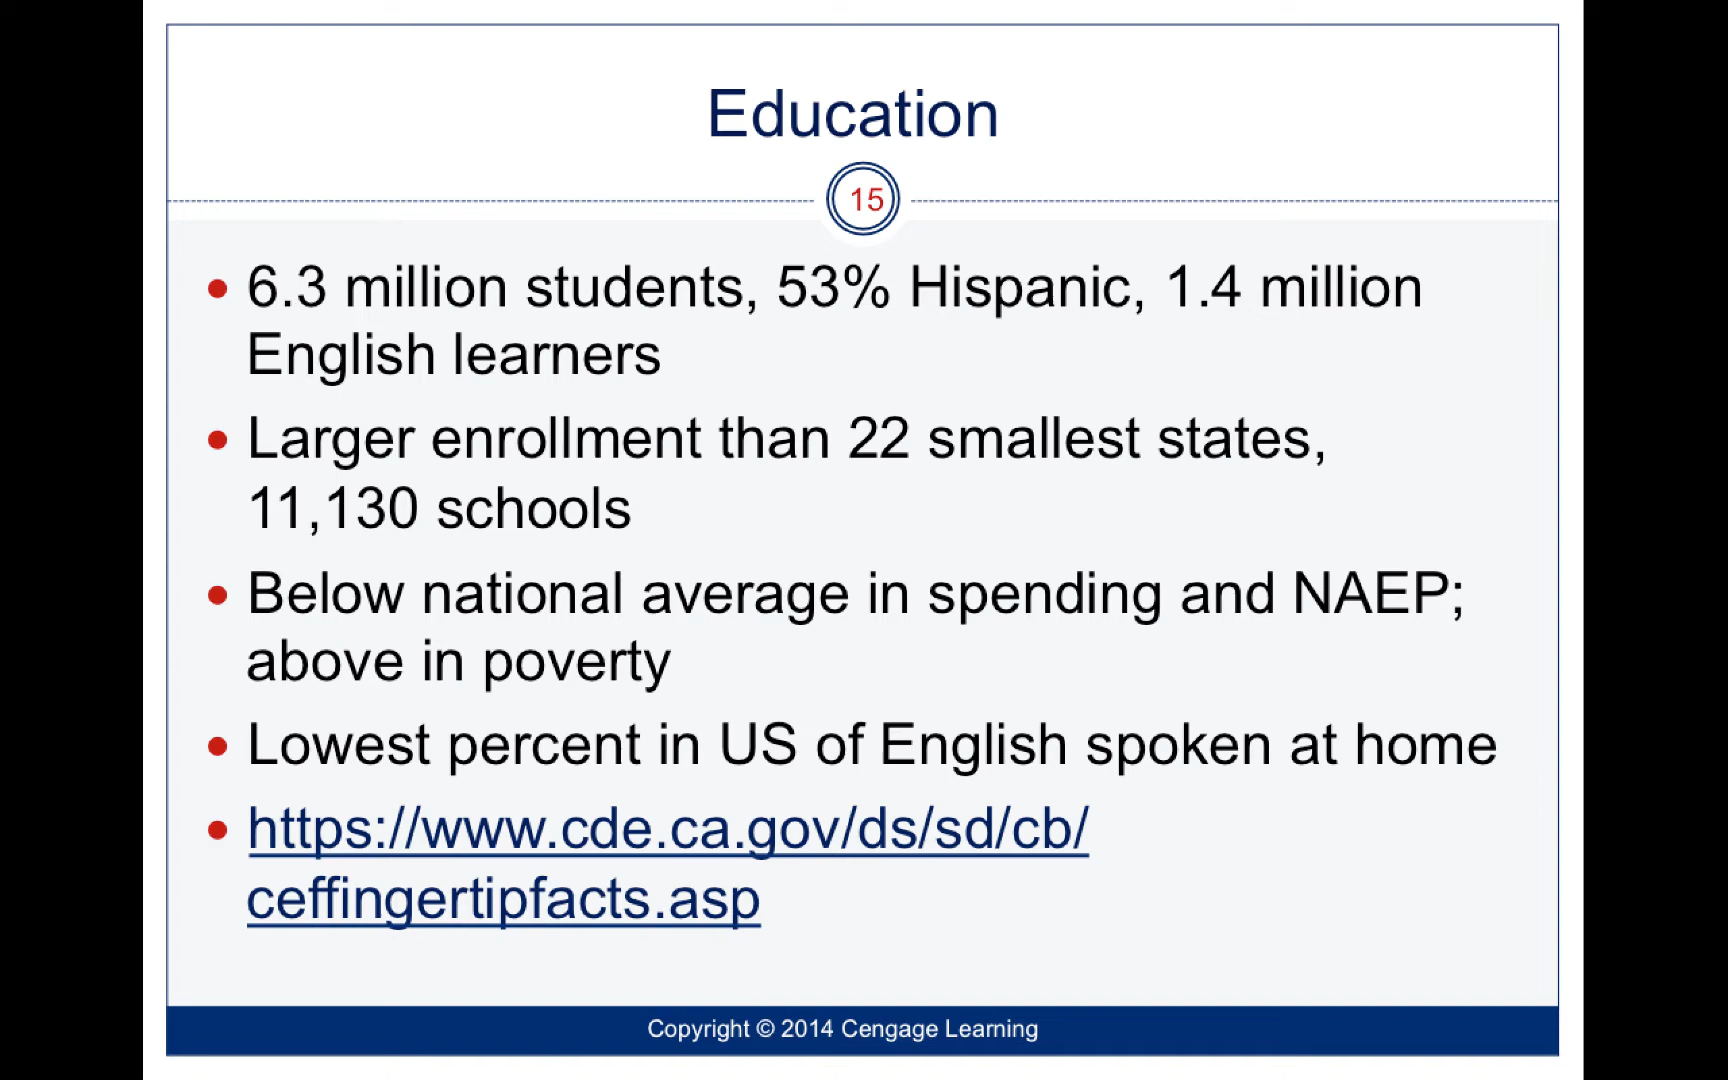 Education
15
• 6.3 million students, 53% Hispanic, 1.4 million
English learners
• Larger enrollment than 22 smallest states,
11,130 schools
• Below national average in spending and NAEP;
above in poverty
• Lowest percent in US of English spoken at home
• https://www.cde.ca.gov/ds/sd/cb/
ceffingertipfacts.asp
Copyright © 2014 Cengage Learning